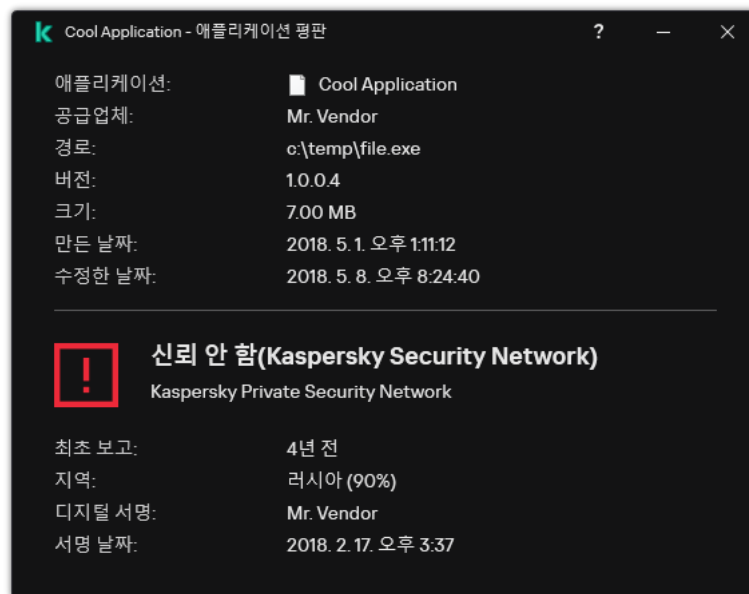 Cool Application - 애플리케이션 평판 ?
애플리케이션: Cool Application
공급업체: Mr. Vendor
경로: c:\temp\file.exe
버전: 1.0.0.4
크기: 7.00 MB
만든 날짜: 2018. 5. 1. 오후 1:11:12
수정한 날짜: 2018. 5. 8. 오후 8:24:40
신뢰 안 함(Kaspersky Security Network)
Kaspersky Private Security Network
최초 보고: 4년 전
지역: 러시아 (90%)
디지털 서명: Mr. Vendor
서명 날짜: 2018. 2. 17. 오후 3:37